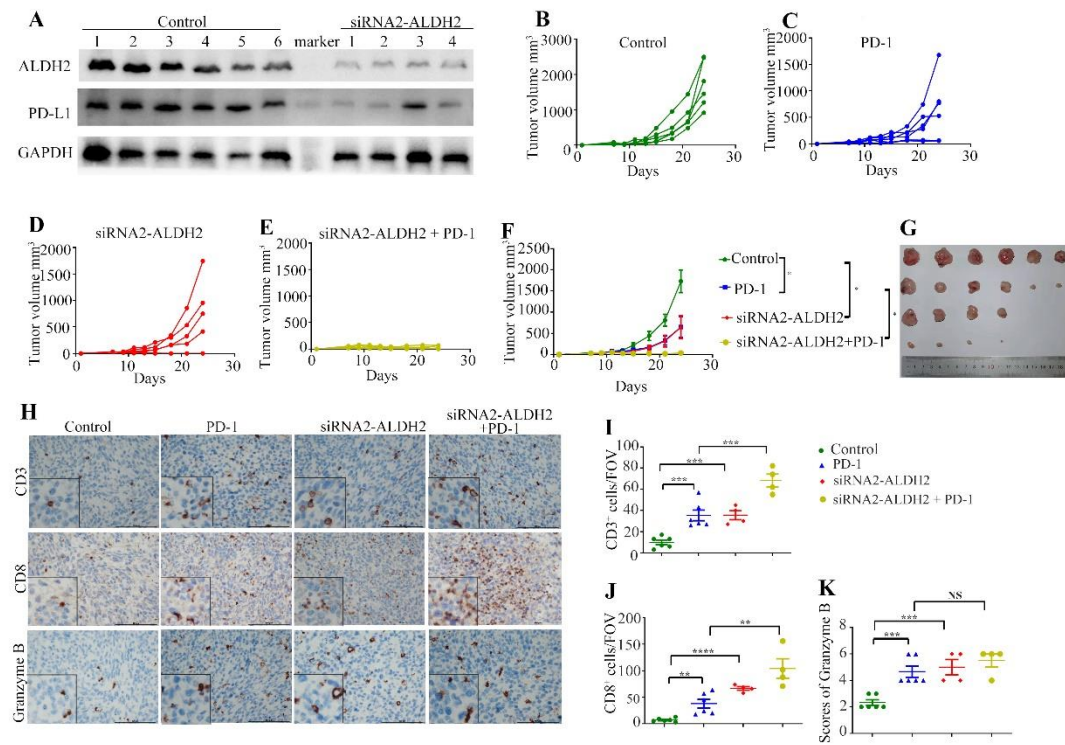 A
Control
siRNA2-ALDH2
1 2 3 4 5 6 marker 1 2 3 4
ALDH2
PD-L1
GAPDH
B
Control
Tumor volume mm³
3000
2000
1000
0
0 10 20 30
Days
C
PD-1
Tumor volume mm³
2000
1500
1000
500
0
0 10 20 30
Days
D
siRNA2-ALDH2
Tumor volume mm³
2000
1500
1000
500
0
0 10 20 30
Days
E
siRNA2-ALDH2 + PD-1
Tumor volume mm³
2000
1500
1000
500
0
0 10 20 30
Days
F
Tumor volume mm³
2500
2000
1500
1000
500
0
0 10 20 30
Days
Control
PD-1
siRNA2-ALDH2
siRNA2-ALDH2+PD-1
G
H
Control
PD-1
siRNA2-ALDH2
siRNA2-ALDH2
+PD-1
CD3
CD8
Granzyme B
I
CD3⁻ cells/FOV
100
80
60
40
20
0
***
***
***
Control
PD-1
siRNA2-ALDH2
siRNA2-ALDH2 + PD-1
J
CD8⁺ cells/FOV
200
150
100
50
0
**
****
**
K
Scores of Granzyme B
8
6
4
2
0
NS
***
***